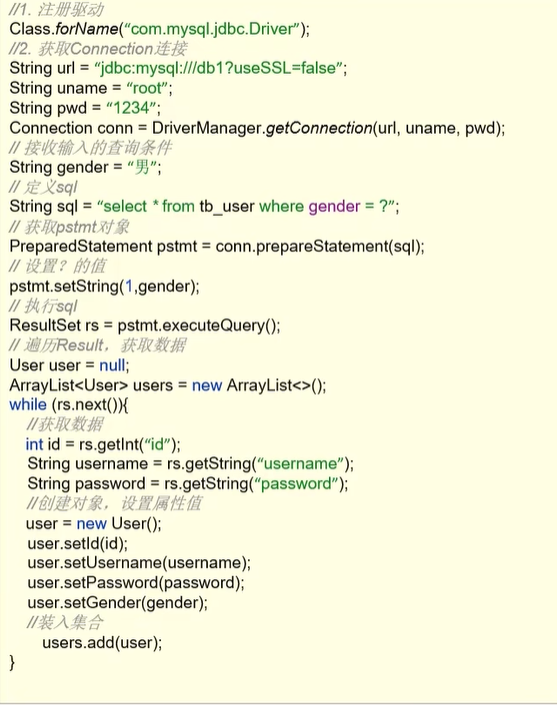 //1. 注册驱动
Class.forName(“com.mysql.jdbc.Driver”);
//2. 获取Connection连接
String url = “jdbc:mysql:///db1?useSSL=false”;
String uname = “root”;
String pwd = “1234”;
Connection conn = DriverManager.getConnection(url, uname, pwd);
// 接收输入的查询条件
String gender = “男”;
// 定义sql
String sql = “select * from tb_user where gender = ?”;
// 获取pstmt对象
PreparedStatement pstmt = conn.prepareStatement(sql);
// 设置？的值
pstmt.setString(1,gender);
// 执行sql
ResultSet rs = pstmt.executeQuery();
// 遍历Result，获取数据
User user = null;
ArrayList<User> users = new ArrayList<>();
while (rs.next()){
//获取数据
int id = rs.getInt(“id”);
String username = rs.getString(“username”);
String password = rs.getString(“password”);
//创建对象，设置属性值
user = new User();
user.setId(id);
user.setUsername(username);
user.setPassword(password);
user.setGender(gender);
//装入集合
users.add(user);
}